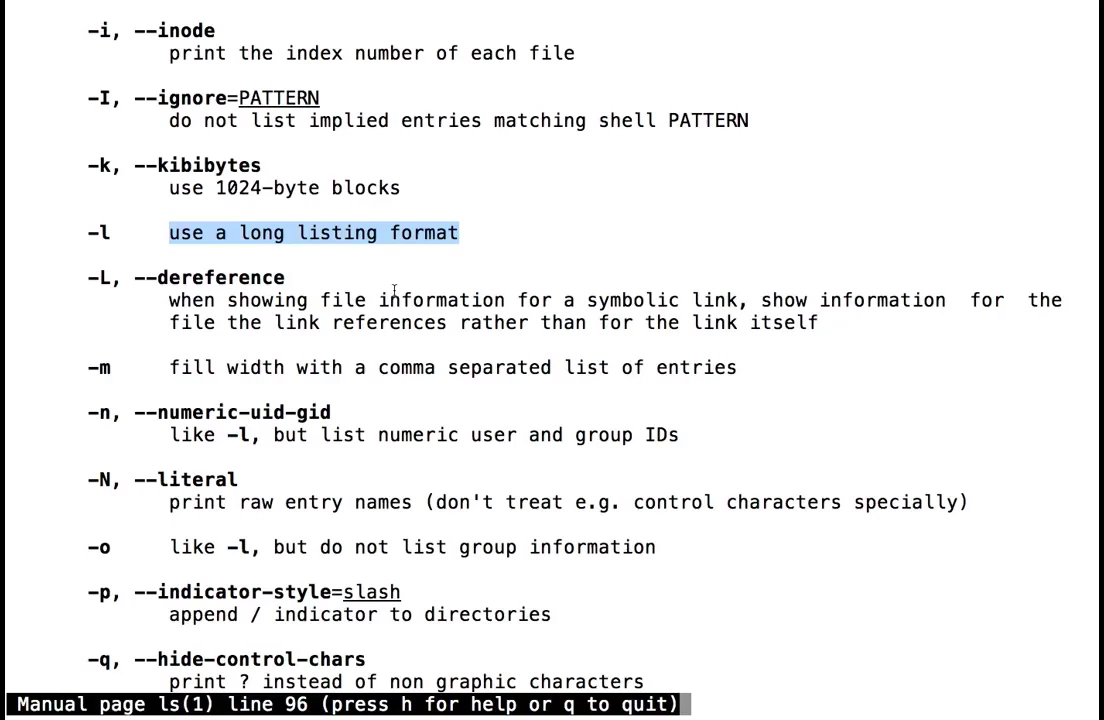 -i, --inode
print the index number of each file
-I, --ignore=PATTERN
do not list implied entries matching shell PATTERN
-k, --kibibytes
use 1024-byte blocks
-l use a long listing format
-L, --dereference
when showing file information for a symbolic link, show information for the
file the link references rather than for the link itself
-m fill width with a comma separated list of entries
-n, --numeric-uid-gid
like -l, but list numeric user and group IDs
-N, --literal
print raw entry names (don't treat e.g. control characters specially)
-o like -l, but do not list group information
-p, --indicator-style=slash
append / indicator to directories
-q, --hide-control-chars
print ? instead of non graphic characters
Manual page ls(1) line 96 (press h for help or q to quit)